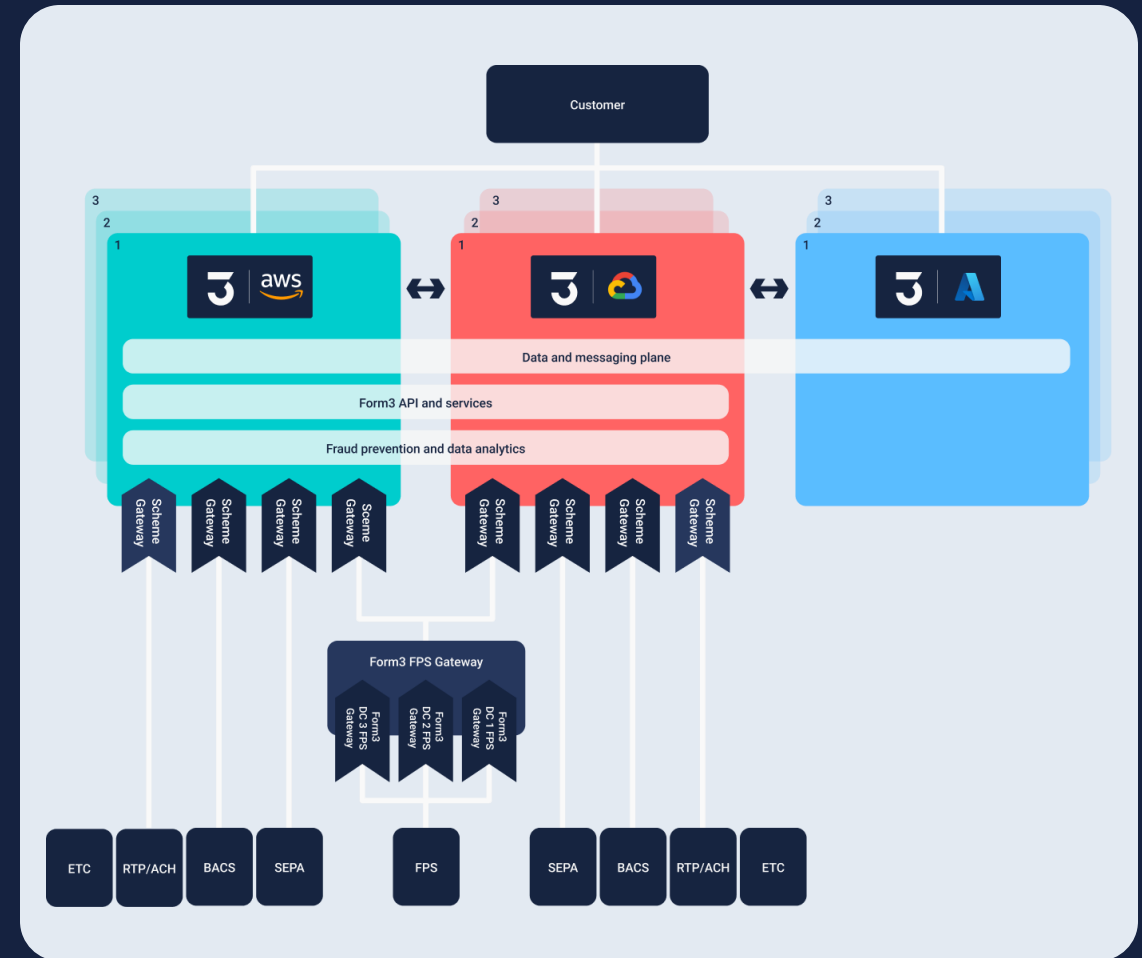 Customer
3
3
3
2
2
2
1
1
1
3 | aws
3
3
Data and messaging plane
Form3 API and services
Fraud prevention and data analytics
Scheme
Gateway
Scheme
Gateway
Scheme
Gateway
Sceme
Gateway
Scheme
Gateway
Scheme
Gateway
Scheme
Gateway
Scheme
Gateway
Form3 FPS Gateway
Form3
DC 3 FPS
Gateway
Form3
DC 2 FPS
Gateway
Form3
DC 1 FPS
Gateway
ETC
RTP/ACH
BACS
SEPA
FPS
SEPA
BACS
RTP/ACH
ETC